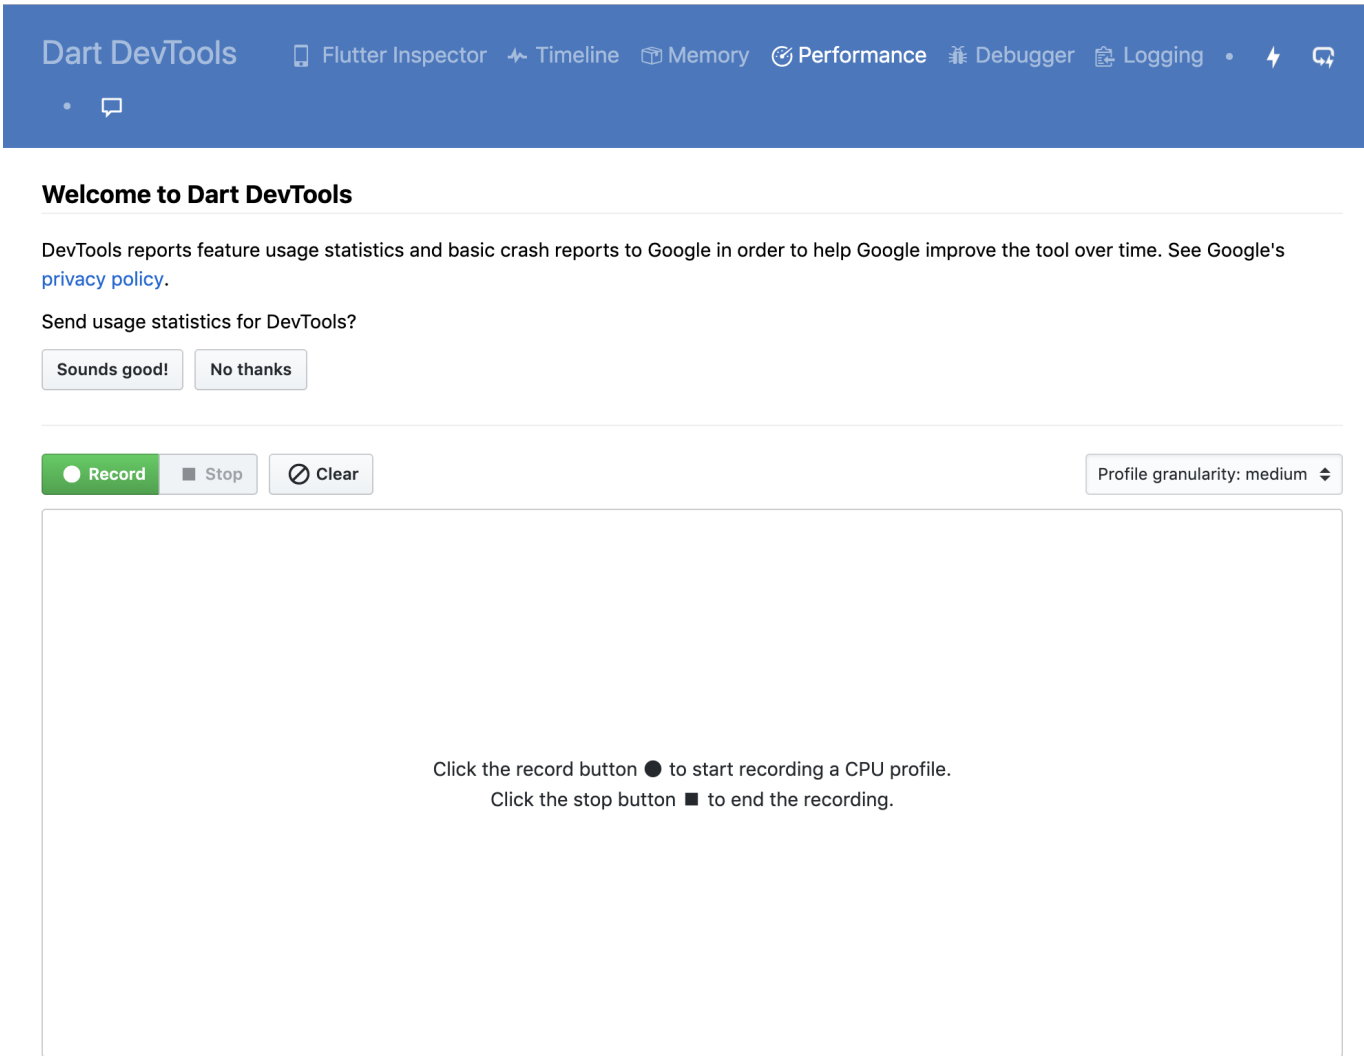 Dart DevTools Flutter Inspector Timeline Memory Performance Debugger Logging
Welcome to Dart DevTools
DevTools reports feature usage statistics and basic crash reports to Google in order to help Google improve the tool over time. See Google's
privacy policy.
Send usage statistics for DevTools?
Sounds good! No thanks
Record Stop Clear Profile granularity: medium
Click the record button to start recording a CPU profile.
Click the stop button to end the recording.